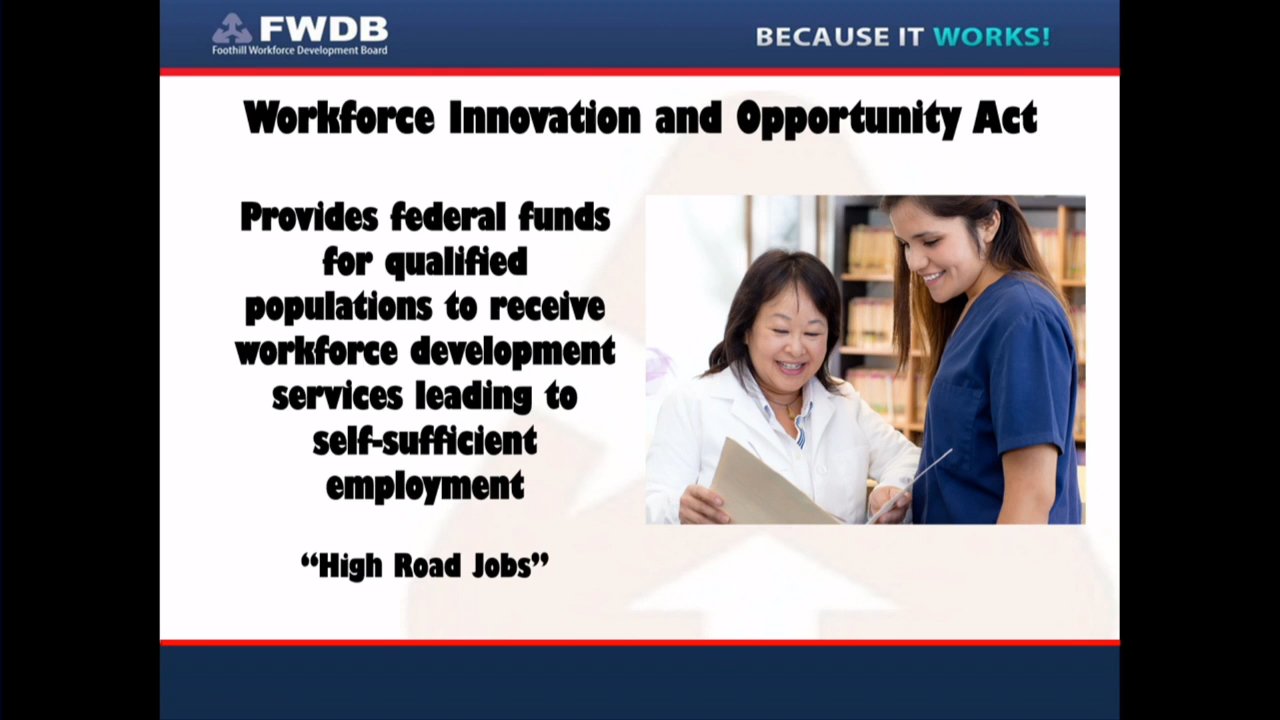 FWDB
Foothill Workforce Development Board
BECAUSE IT WORKS!
Workforce Innovation and Opportunity Act
Provides federal funds
for qualified
populations to receive
workforce development
services leading to
self-sufficient
employment
“High Road Jobs”